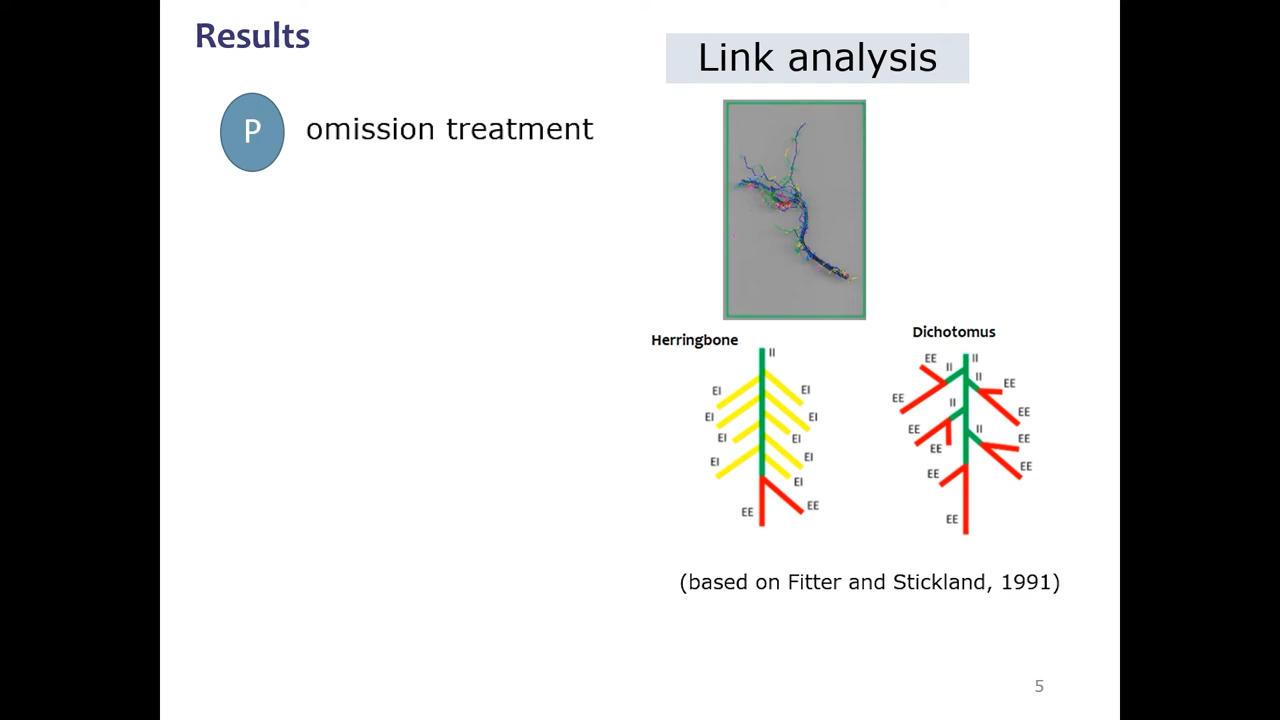 Results
Link analysis
P
omission treatment
Herringbone
II
EI
EI
EI
EI
EI
EI
EI
EI
EI
EE
EE
Dichotomus
EE
II
II
II
EE
EE
II
EE
EE
II
EE
EE
EE
EE
EE
(based on Fitter and Stickland, 1991)
5